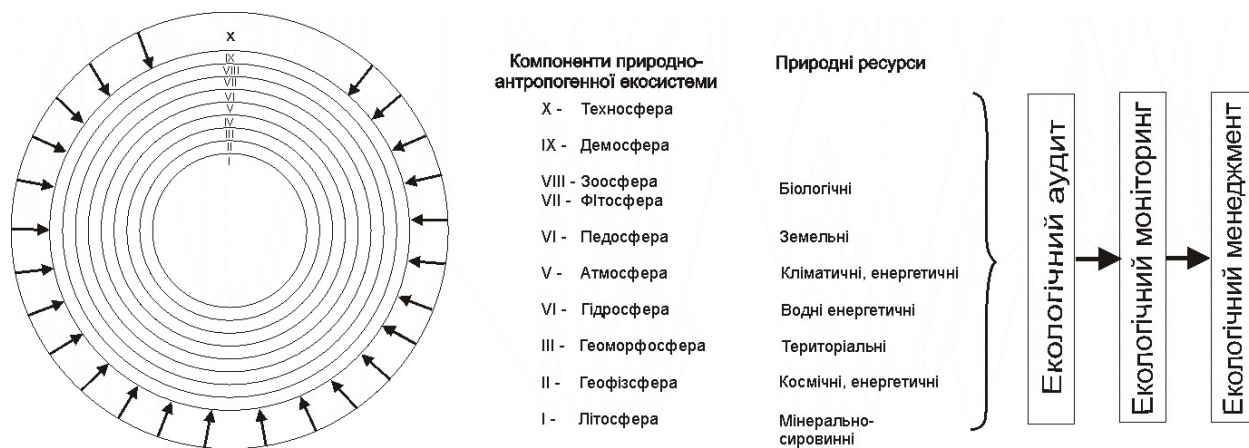 X
IX
VIII
VII
VI
V
IV
III
II
I
Компоненти природно-
антропогенної екосистеми
Природні ресурси
X - Техносфера
IX - Демосфера
VIII - Зоосфера
VII - Фітосфера
Біологічні
VI - Педосфера
Земельні
V - Атмосфера
Кліматичні, енергетичні
VI - Гідросфера
Водні енергетичні
III - Геоморфосфера
Територіальні
II - Геофізсфера
Космічні, енергетичні
I - Літосфера
Мінерально-
сировинні
Екологічний аудит
Екологічний моніторинг
Екологічний менеджмент